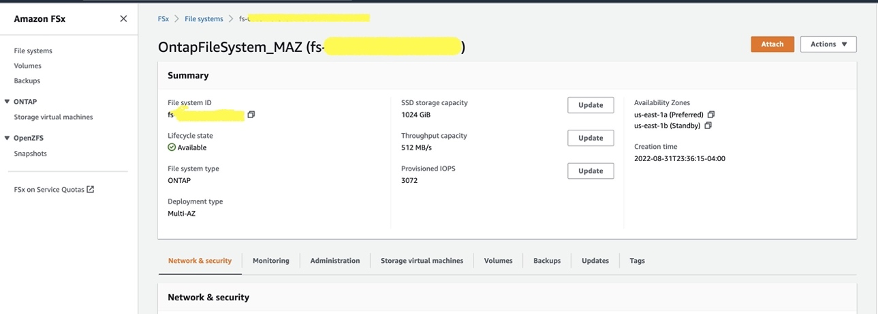 Amazon FSx
FSx > File systems > fs-
File systems
Volumes
Backups
ONTAP
Storage virtual machines
OpenZFS
Snapshots
FSx on Service Quotas
OntapFileSystem_MAZ (fs- )
Attach
Actions
Summary
File system ID
fs
Lifecycle state
Available
File system type
ONTAP
Deployment type
Multi-AZ
SSD storage capacity
1024 GiB
Update
Throughput capacity
512 MB/s
Update
Provisioned IOPS
3072
Update
Availability Zones
us-east-1a (Preferred)
us-east-1b (Standby)
Creation time
2022-08-31T23:36:15-04:00
Network & security Monitoring Administration Storage virtual machines Volumes Backups Updates Tags
Network & security